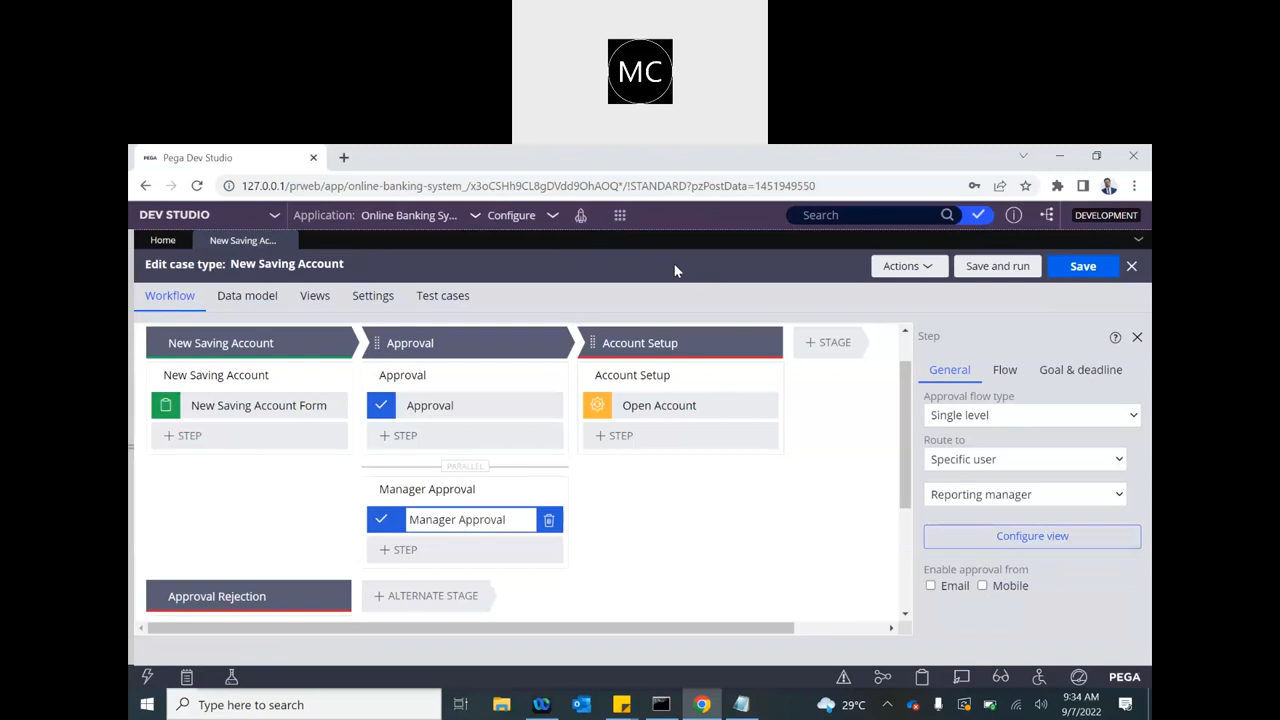 MC
PEGA Pega Dev Studio
127.0.0.1/prweb/app/online-banking-system_/x3oCSHh9CL8gDVdd9OhAOQ*/!STANDARD?pzPostData=1451949550
DEV STUDIO Application: Online Banking Sy... Configure Search DEVELOPMENT
Home New Saving Ac...
Edit case type: New Saving Account Actions Save and run Save
Workflow Data model Views Settings Test cases
New Saving Account Approval Account Setup + STAGE
New Saving Account Approval Account Setup
New Saving Account Form Approval Open Account
+ STEP + STEP + STEP
PARALLEL
Manager Approval
Manager Approval
+ STEP
Approval Rejection + ALTERNATE STAGE
Step
General Flow Goal & deadline
Approval flow type
Single level
Route to
Specific user
Reporting manager
Configure view
Enable approval from
Email Mobile
PEGA
Type here to search 29°C 9:34 AM
9/7/2022